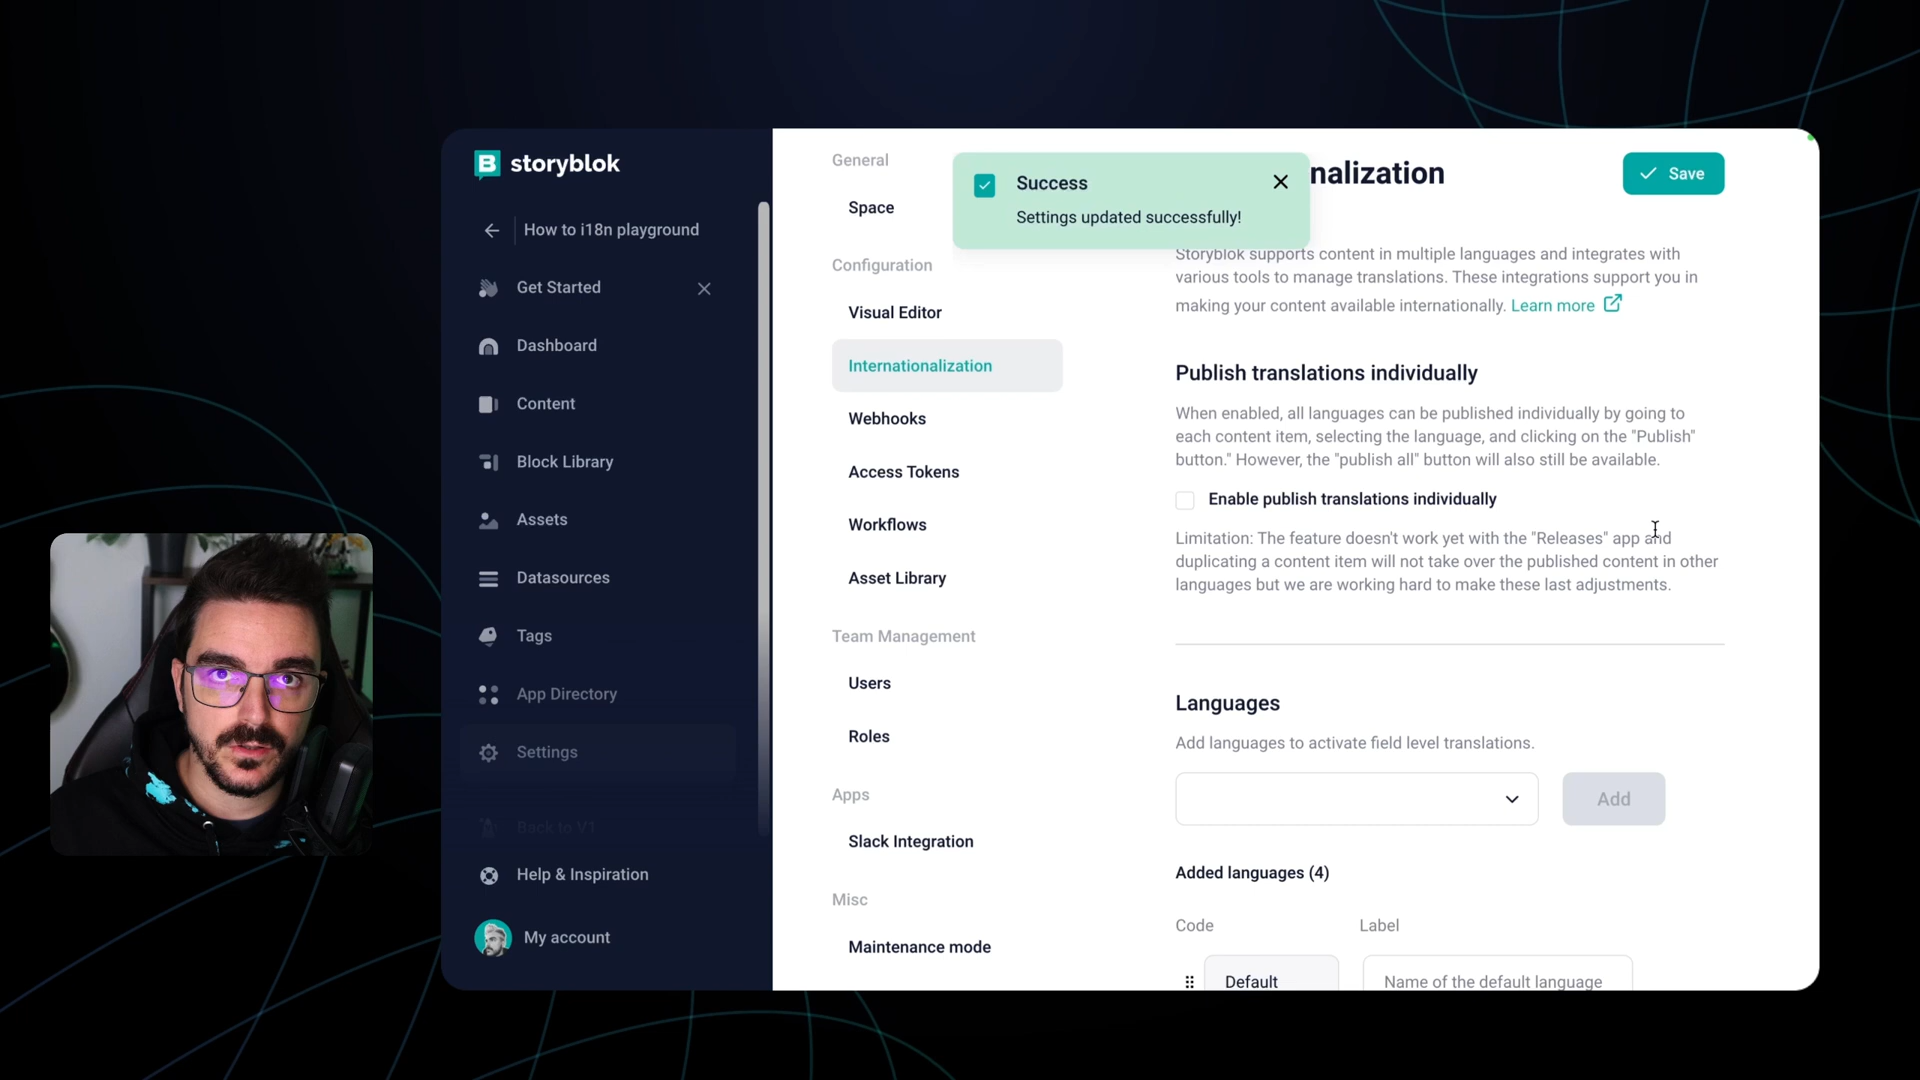 storyblok
How to i18n playground
Get Started
Dashboard
Content
Block Library
Assets
Datasources
Tags
App Directory
Settings
Back to V1
Help & Inspiration
My account
General
Space
Configuration
Visual Editor
Internationalization
Webhooks
Access Tokens
Workflows
Asset Library
Team Management
Users
Roles
Apps
Slack Integration
Misc
Maintenance mode
Success
Settings updated successfully!
nalization
Save
Storyblok supports content in multiple languages and integrates with
various tools to manage translations. These integrations support you in
making your content available internationally. Learn more
Publish translations individually
When enabled, all languages can be published individually by going to
each content item, selecting the language, and clicking on the "Publish"
button." However, the "publish all" button will also still be available.
Enable publish translations individually
Limitation: The feature doesn't work yet with the "Releases" app and
duplicating a content item will not take over the published content in other
languages but we are working hard to make these last adjustments.
Languages
Add languages to activate field level translations.
Add
Added languages (4)
Code Label
Default Name of the default language